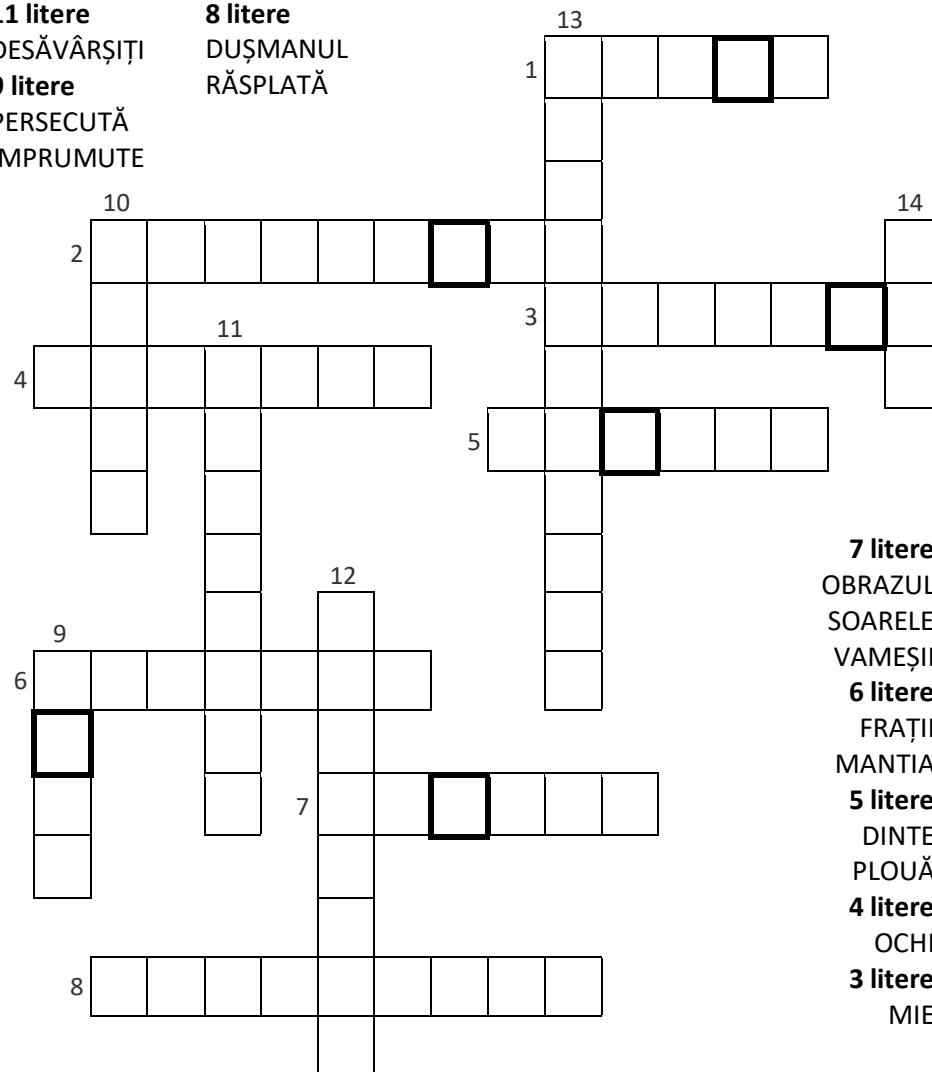 11 litere
DESĂVÂRȘIȚI
9 litere
PERSECUTĂ
MPRUMUTE
8 litere
DUȘMANUL
RĂSPLATĂ
13
1
10
14
2
3
11
4
5
12
9
6
7
8
7 litere
OBRAZUL
SOARELE
VAMEȘII
6 litere
FRAȚII
MANTIA
5 litere
DINTE
PLOUĂ
4 litere
OCHI
3 litere
MIE